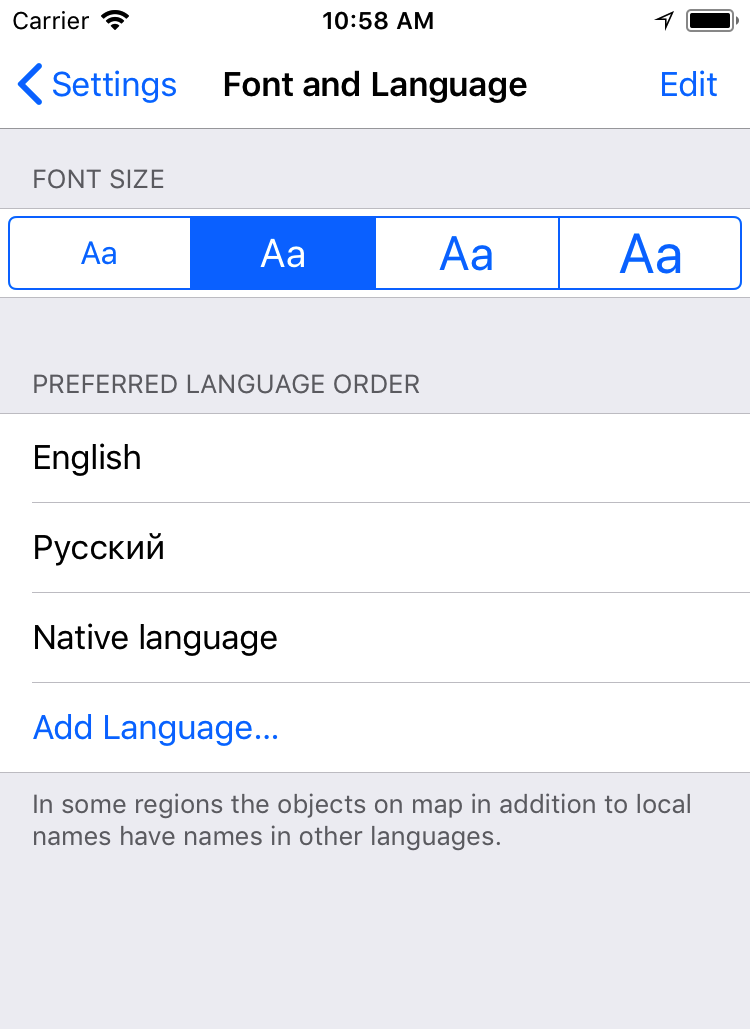 Carrier 10:58 AM
Settings Font and Language Edit
FONT SIZE
Aa Aa Aa Aa
PREFERRED LANGUAGE ORDER
English
Русский
Native language
Add Language...
In some regions the objects on map in addition to local
names have names in other languages.